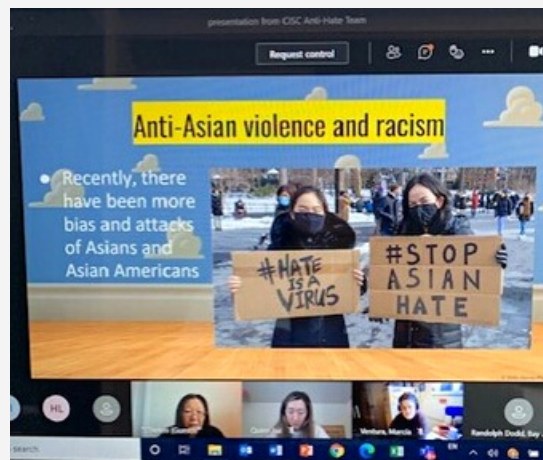 presentation from CISC Anti-Hate Team
Request control
Anti-Asian violence and racism
• Recently, there
have been more
bias and attacks
of Asians and
Asian Americans
#HATE
IS A
VIRUS
#STOP
ASIAN
HATE
HL
Ventura, Marcia
Randolph Dodd, Bay
Search
EN